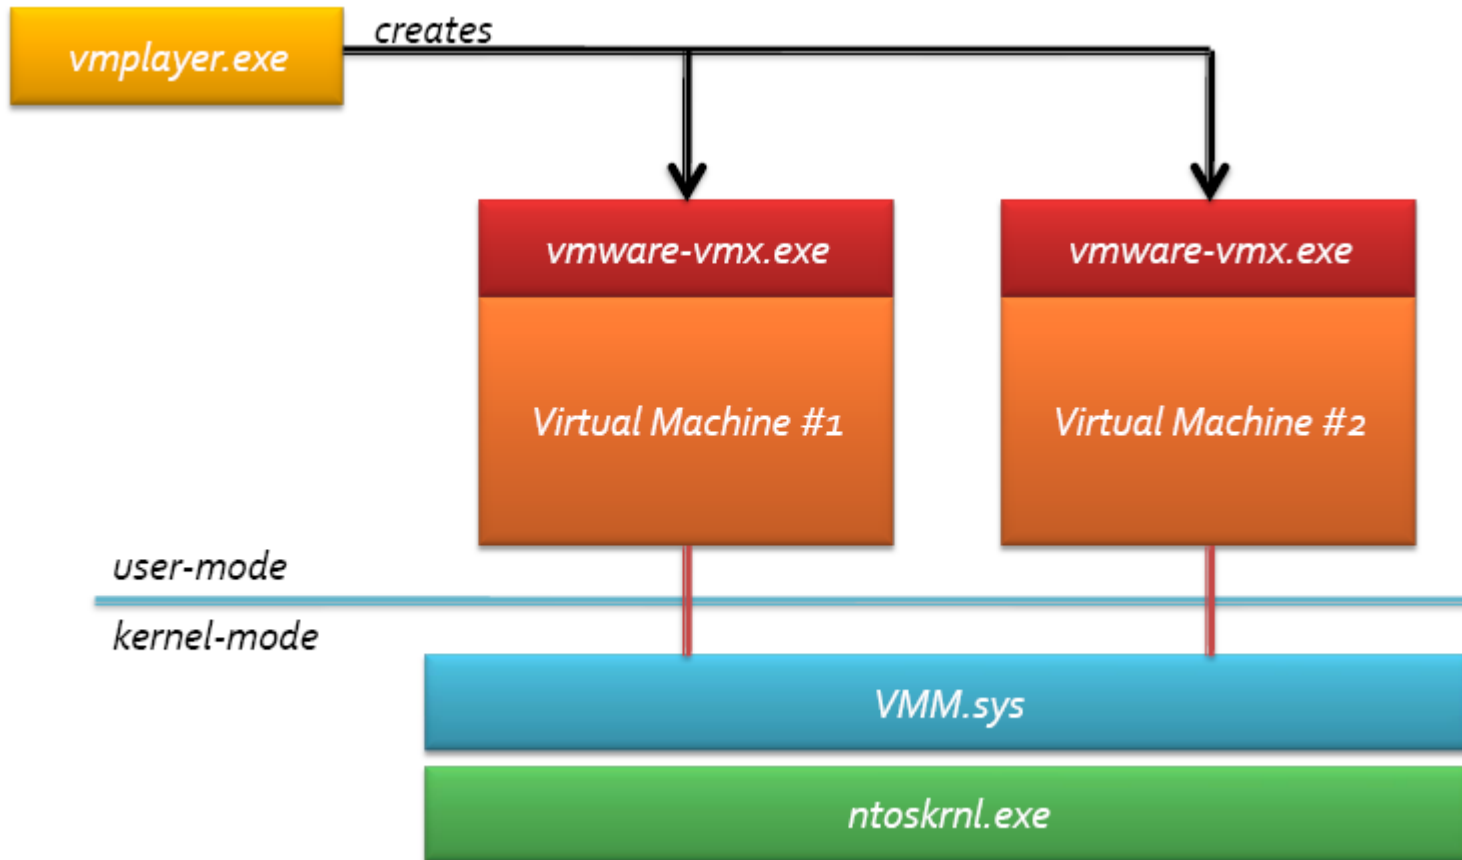 creates
vmplayer.exe
vmware-vmx.exe
vmware-vmx.exe
Virtual Machine #1
Virtual Machine #2
user-mode
kernel-mode
VMM.sys
ntoskrnl.exe